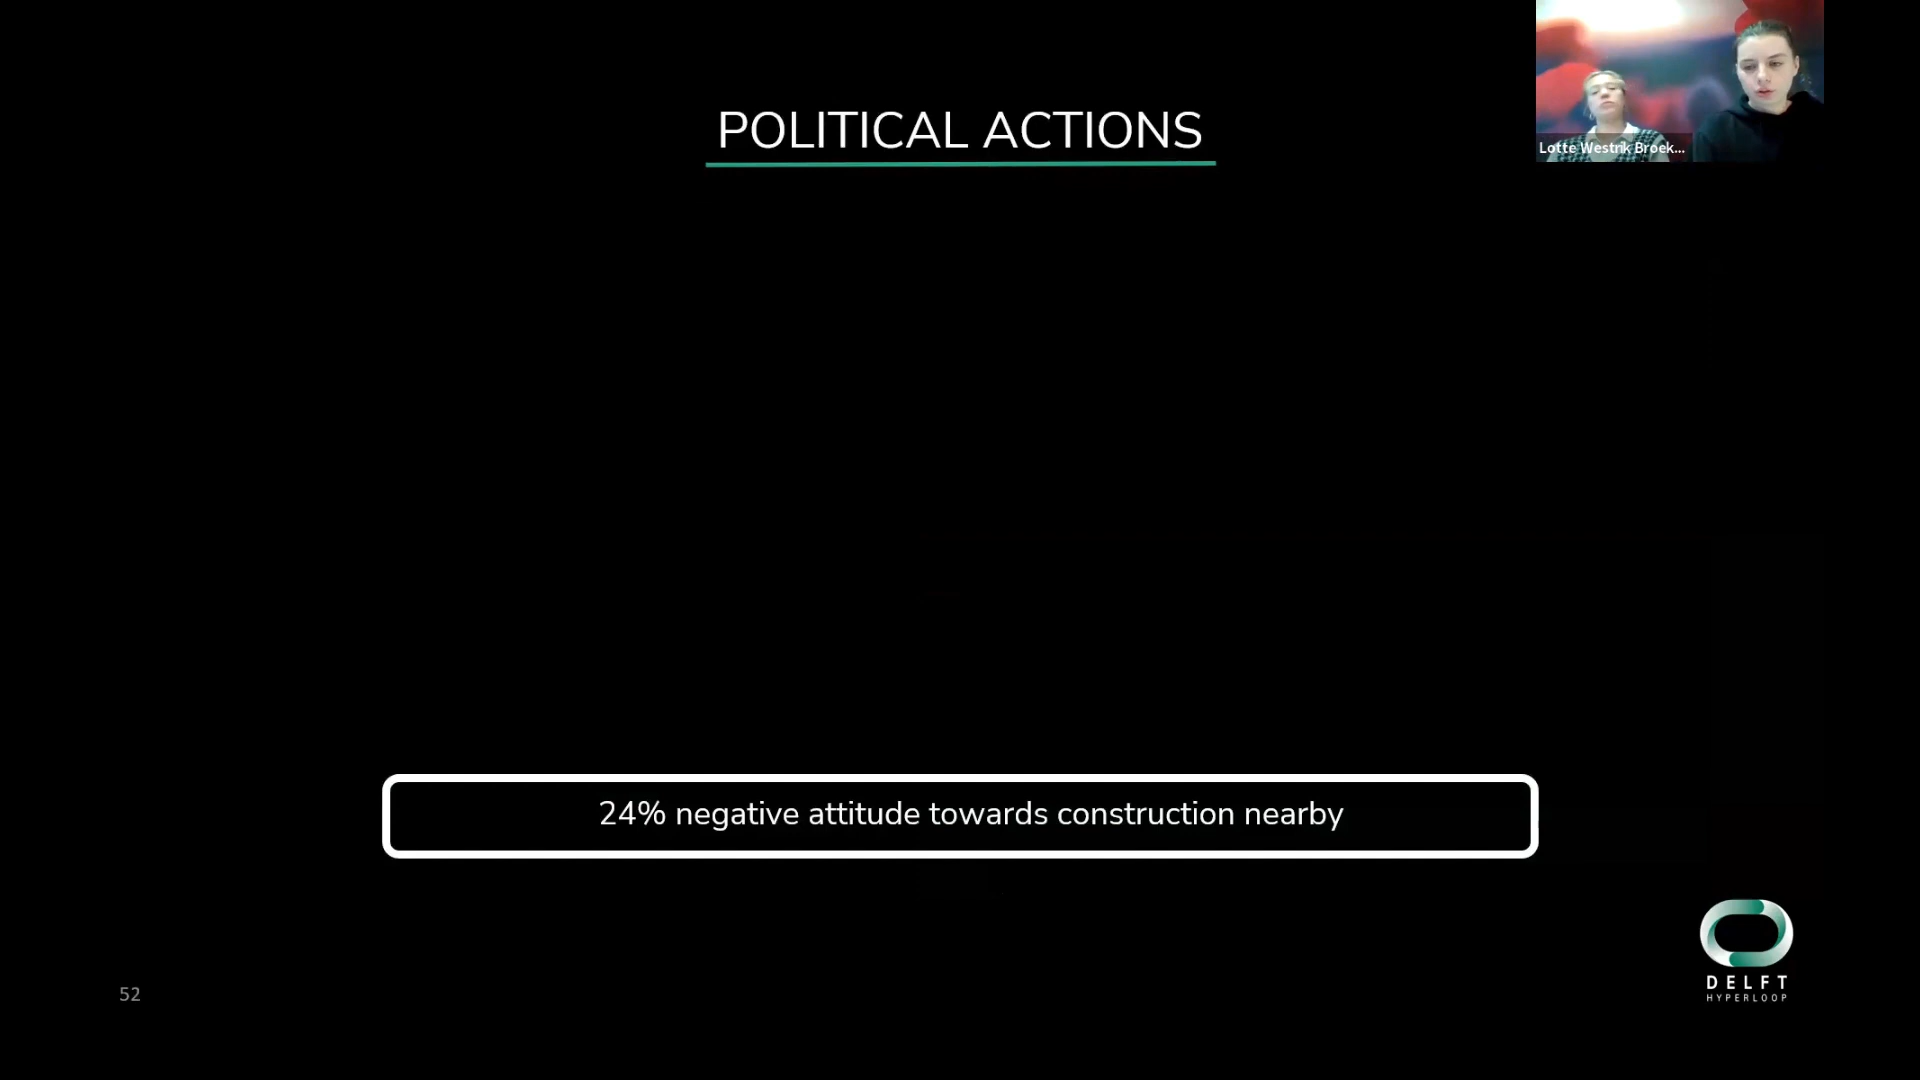 POLITICAL ACTIONS
Lotte Westrik Broek...
24% negative attitude towards construction nearby
52
DELFT
HYPERLOOP